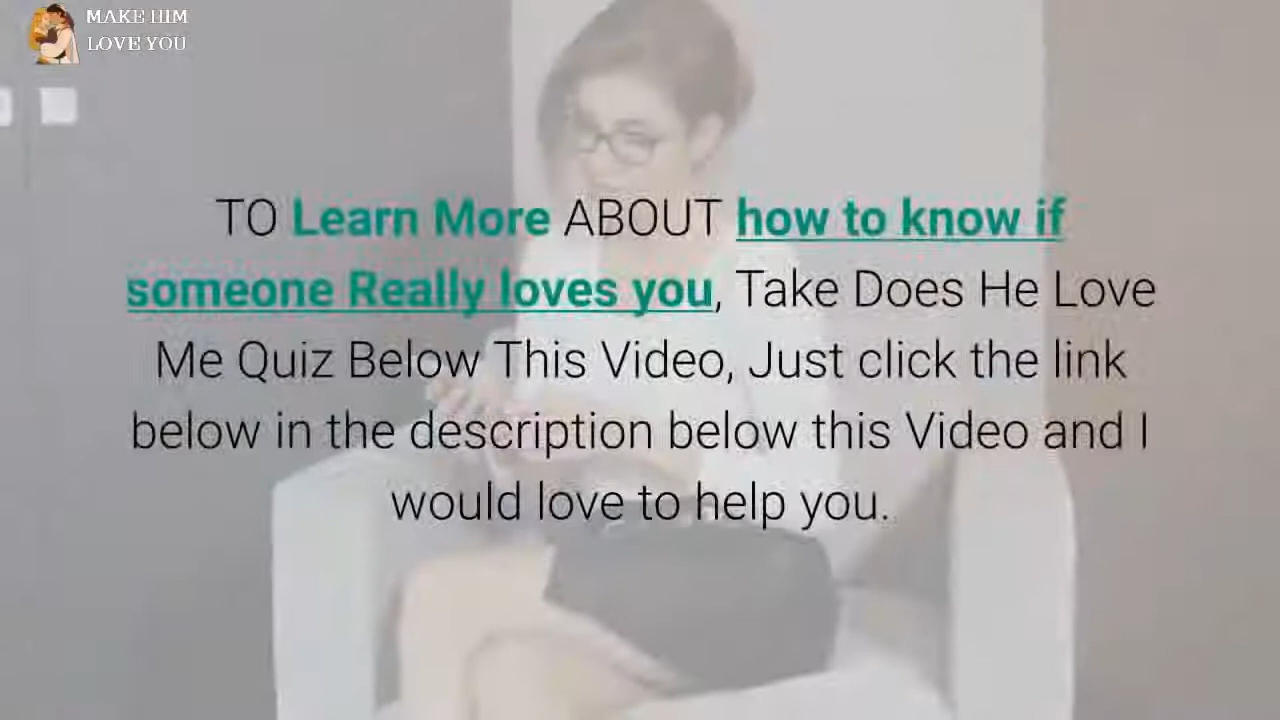 MAKE HIM
LOVE YOU
TO Learn More ABOUT how to know if
someone Really loves you, Take Does He Love
Me Quiz Below This Video, Just click the link
below in the description below this Video and I
would love to help you.